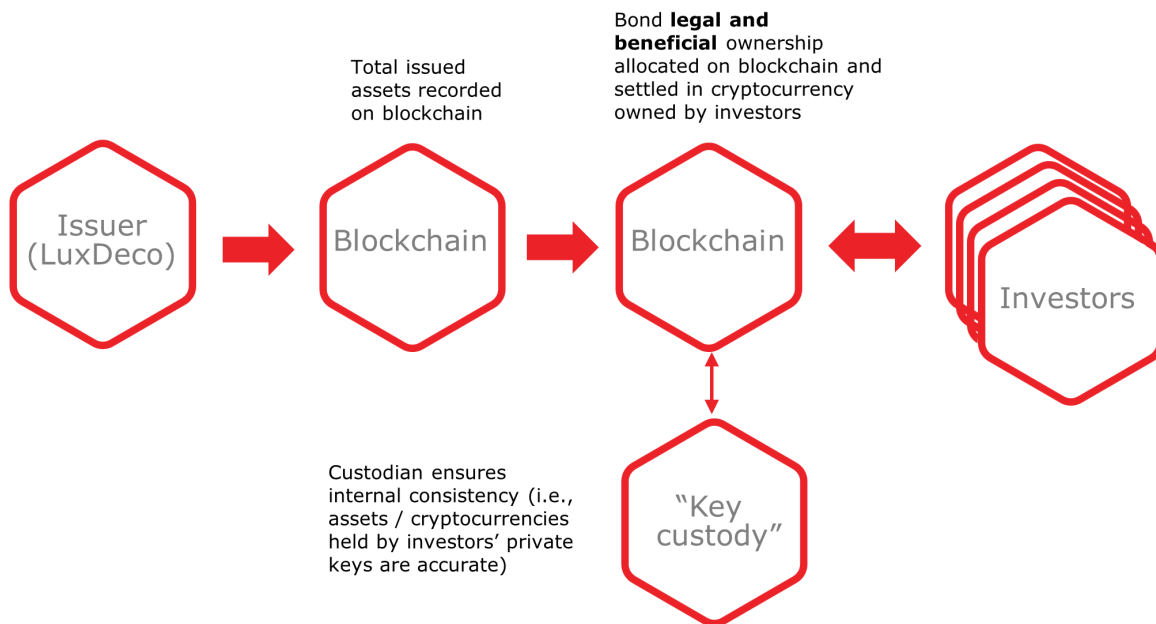 Bond legal and
beneficial ownership
allocated on blockchain and
settled in cryptocurrency
owned by investors
Total issued
assets recorded
on blockchain
Issuer
(LuxDeco)
Blockchain
Blockchain
Investors
Custodian ensures
internal consistency (i.e.,
assets / cryptocurrencies
held by investors’ private
keys are accurate)
“Key
custody”